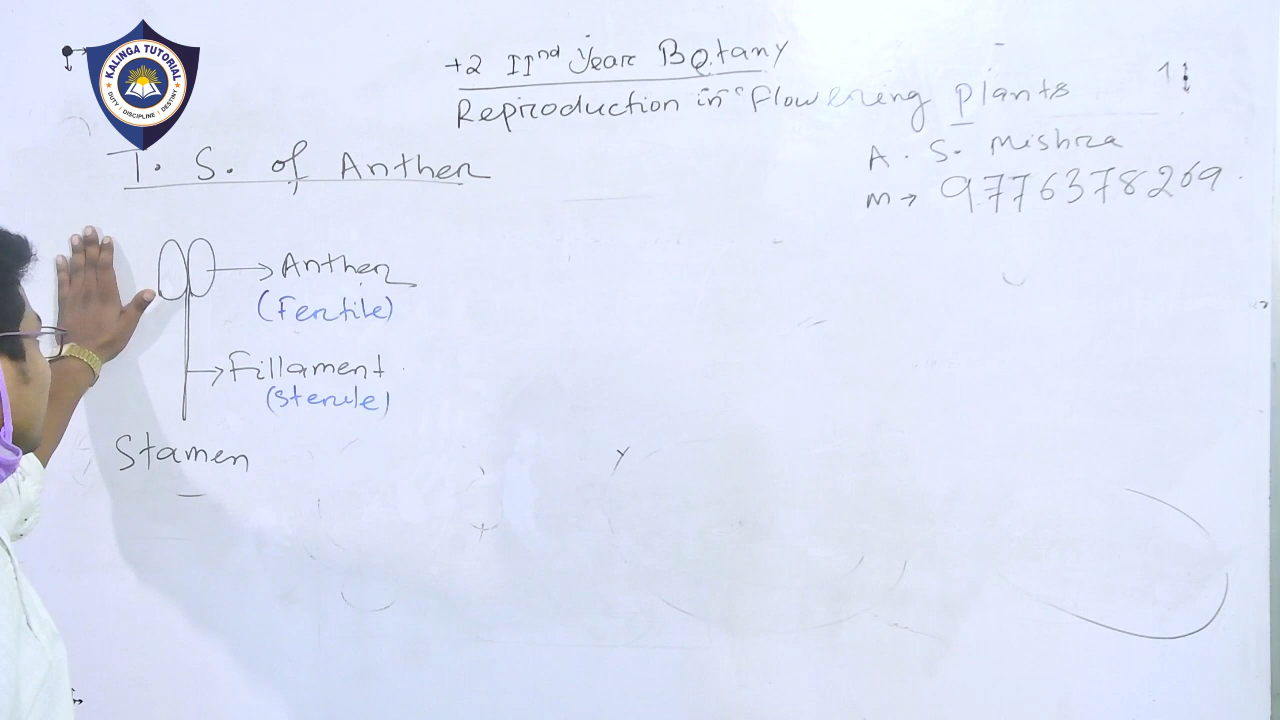 KALINGA TUTORIAL
DUTY | DISCIPLINE | DESTINY
+2 IInd Year Botany
Reproduction in Flowering plants
A. S. Mishra
M → 9776378269
T. S. of Anther
Anther
(Fertile)
Fillament
(Sterile)
Stamen